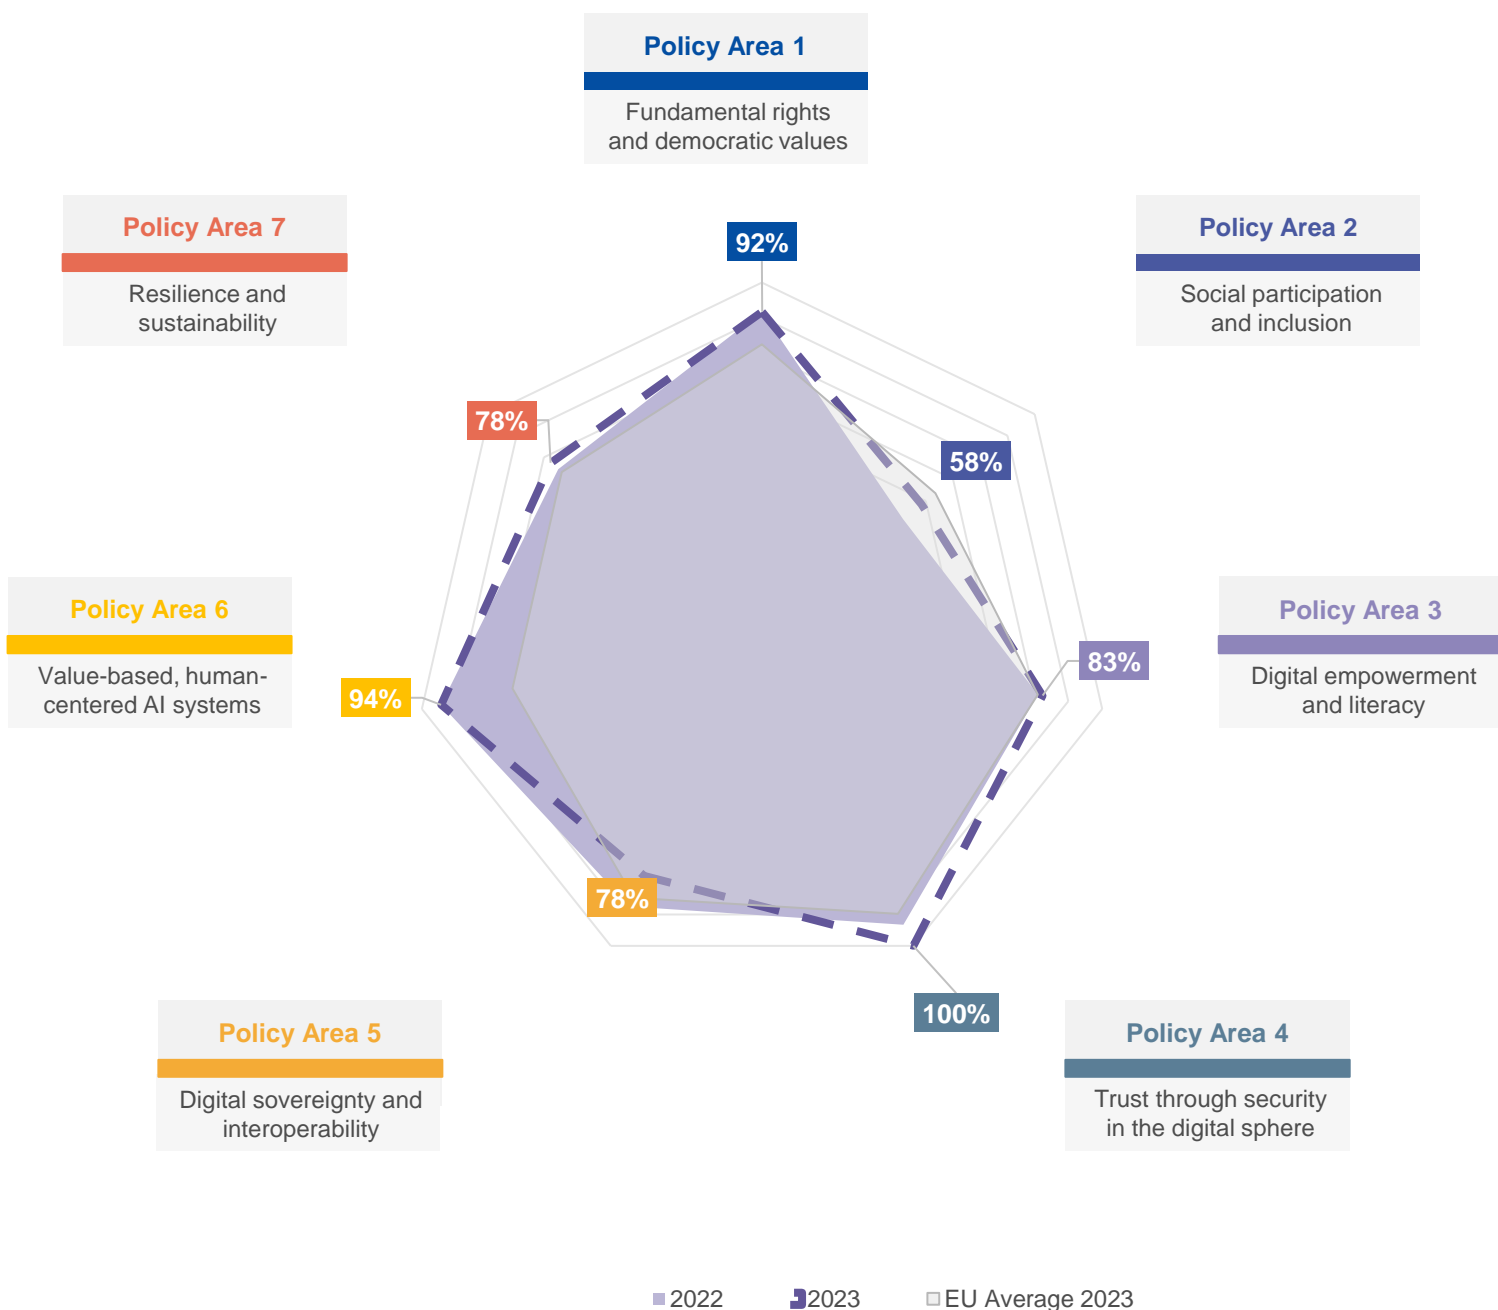 Policy Area 1
Fundamental rights
and democratic values
Policy Area 7
Resilience and
sustainability
92%
Policy Area 2
Social participation
and inclusion
78%
58%
Policy Area 6
Value-based, human-
centered AI systems
94%
83%
Policy Area 3
Digital empowerment
and literacy
78%
100%
Policy Area 5
Digital sovereignty and
interoperability
Policy Area 4
Trust through security
in the digital sphere
2022
2023
EU Average 2023